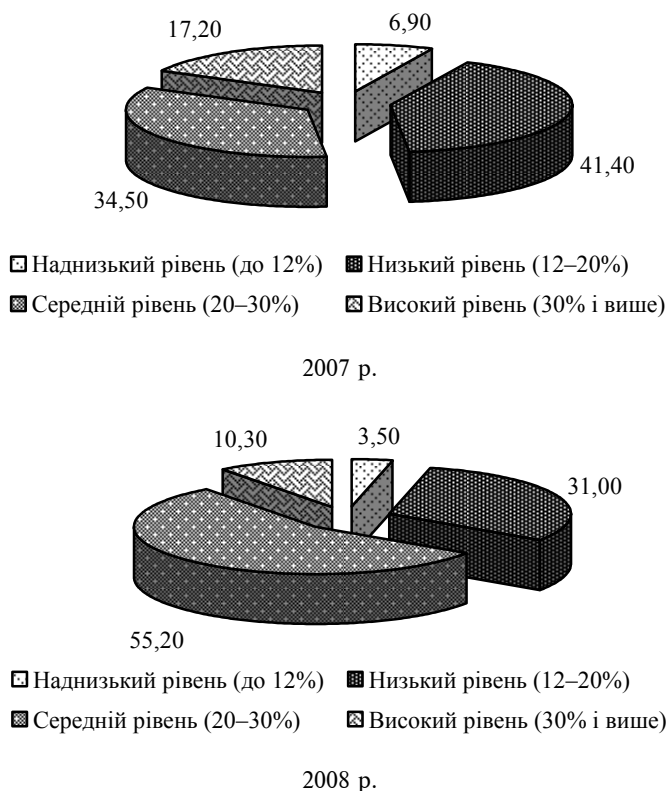 17,20 6,90
41,40
34,50
Наднизький рівень (до 12%) Низький рівень (12–20%)
Середній рівень (20–30%) Високий рівень (30% і више)
2007 р.
10,30 3,50
31,00
55,20
Наднизький рівень (до 12%) Низький рівень (12–20%)
Середній рівень (20–30%) Високий рівень (30% і више)
2008 р.